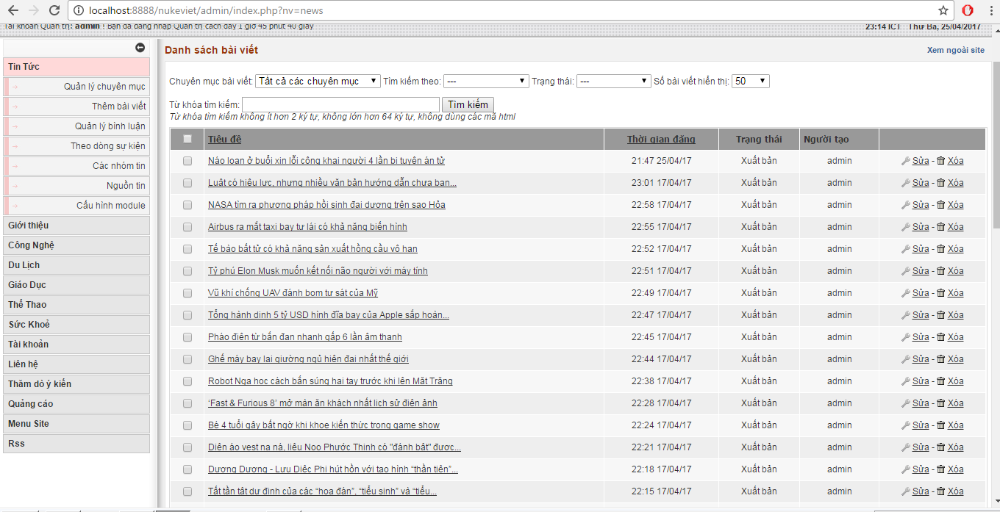 localhost:8888/nukeviet/admin/index.php?nv=news
Tài khoản Quản trị: admin ! Bạn đã đăng nhập Quản trị cách đây 1 giờ 45 phút 40 giây
23:14 ICT Thứ Ba, 25/04/2017
Tin Tức
Quản lý chuyên mục
Thêm bài viết
Quản lý bình luận
Theo dòng sự kiện
Các nhóm tin
Nguồn tin
Cấu hình module
Giới thiệu
Công Nghệ
Du Lịch
Giáo Dục
Thể Thao
Sức Khoẻ
Tài khoản
Liên hệ
Thăm dò ý kiến
Quảng cáo
Menu Site
Rss
Danh sách bài viết
Xem ngoài site
Chuyên mục bài viết: Tất cả các chuyên mục Tìm kiếm theo: --- Trạng thái: --- Số bài viết hiển thị: 50
Từ khóa tìm kiếm: Tìm kiếm
Từ khóa tìm kiếm không ít hơn 2 ký tự, không lớn hơn 64 ký tự, không dùng các mã html
Tiêu đề Thời gian đăng Trạng thái Người tạo
Náo loạn ở buổi xin lỗi công khai người 4 lần bị tuyên án tử 21:47 25/04/17 Xuất bản admin Sửa - Xóa
Luật có hiệu lực, nhưng nhiều văn bản hướng dẫn chưa ban... 23:01 17/04/17 Xuất bản admin Sửa - Xóa
NASA tìm ra phương pháp hồi sinh đại dương trên sao Hỏa 22:58 17/04/17 Xuất bản admin Sửa - Xóa
Airbus ra mắt taxi bay tự lái có khả năng biến hình 22:55 17/04/17 Xuất bản admin Sửa - Xóa
Tế bào bất tử có khả năng sản xuất hồng cầu vô hạn 22:52 17/04/17 Xuất bản admin Sửa - Xóa
Tỷ phú Elon Musk muốn kết nối não người với máy tính 22:51 17/04/17 Xuất bản admin Sửa - Xóa
Vũ khí chống UAV đánh bom tự sát của Mỹ 22:49 17/04/17 Xuất bản admin Sửa - Xóa
Tổng hành dinh 5 tỷ USD hình đĩa bay của Apple sắp hoàn... 22:47 17/04/17 Xuất bản admin Sửa - Xóa
Pháo điện từ bắn đạn nhanh gấp 6 lần âm thanh 22:45 17/04/17 Xuất bản admin Sửa - Xóa
Ghế máy bay lai giường ngủ hiện đại nhất thế giới 22:44 17/04/17 Xuất bản admin Sửa - Xóa
Robot Nga học cách bắn súng hai tay trước khi lên Mặt Trăng 22:38 17/04/17 Xuất bản admin Sửa - Xóa
‘Fast & Furious 8’ mở màn ăn khách nhất lịch sử điện ảnh 22:28 17/04/17 Xuất bản admin Sửa - Xóa
Bé 4 tuổi gây bất ngờ khi khoe kiến thức trong game show 22:24 17/04/17 Xuất bản admin Sửa - Xóa
Diện áo vest na ná, liệu Noo Phước Thịnh có "đánh bật" được... 22:21 17/04/17 Xuất bản admin Sửa - Xóa
Dương Dương - Lưu Diệc Phi hút hồn với tạo hình “thần tiên”... 22:18 17/04/17 Xuất bản admin Sửa - Xóa
Tất tần tật dự định của các “hoa đán”, “tiểu sinh” và “tiểu... 22:15 17/04/17 Xuất bản admin Sửa - Xóa